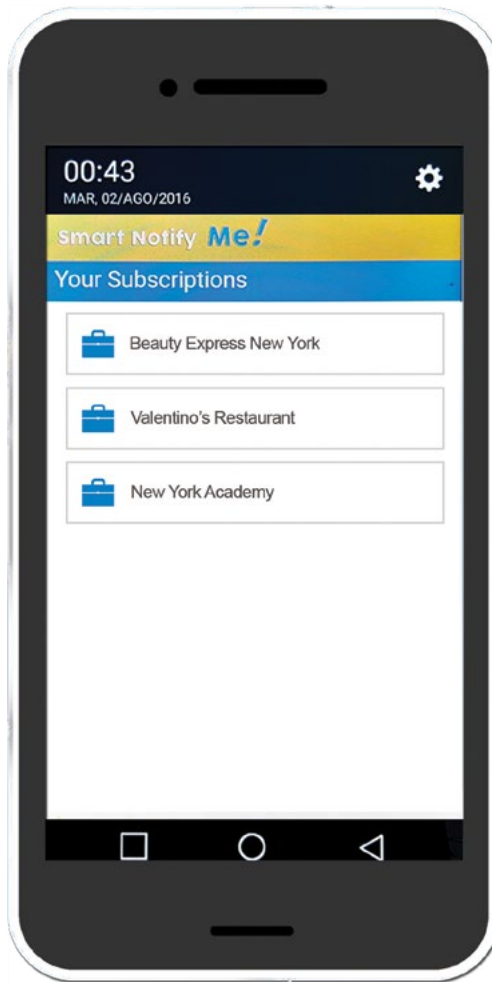 00:43
MAR, 02/AGO/2016
Smart Notify Me!
Your Subscriptions
Beauty Express New York
Valentino's Restaurant
New York Academy